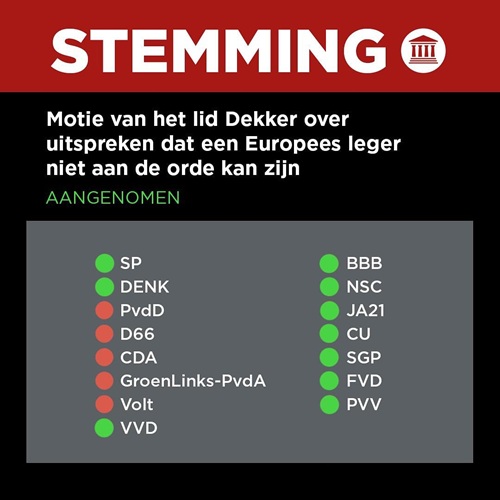 STEMMING
Motie van het lid Dekker over
uitspreken dat een Europees leger
niet aan de orde kan zijn
AANGENOMEN
SP
DENK
PvdD
D66
CDA
GroenLinks-PvdA
Volt
VVD
BBB
NSC
JA21
CU
SGP
FVD
PVV